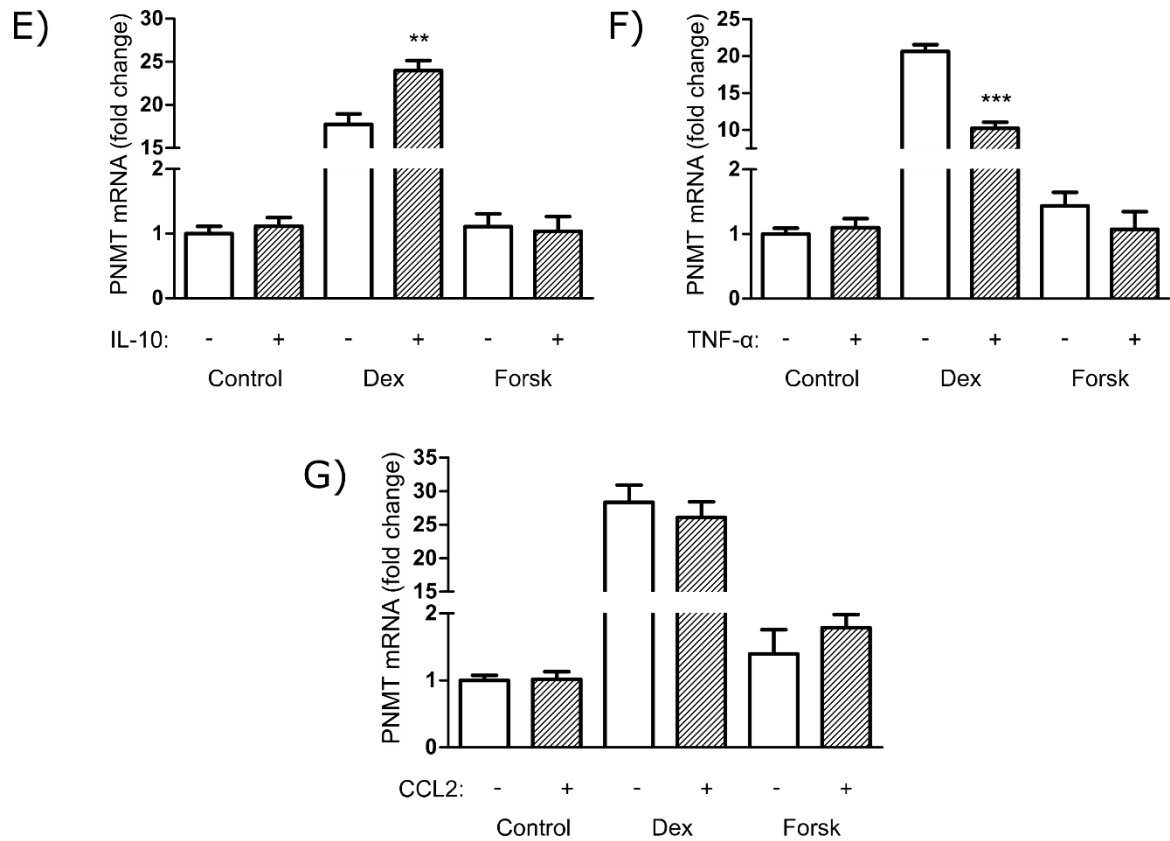 E)
PNMT mRNA (fold change)
30
25
20
15
2
1
0
**
IL-10: - + - + - +
Control Dex Forsk
F)
PNMT mRNA (fold change)
25
20
15
10
2
1
0
***
TNF-α: - + - + - +
Control Dex Forsk
G)
PNMT mRNA (fold change)
35
30
25
20
15
2
1
0
CCL2: - + - + - +
Control Dex Forsk